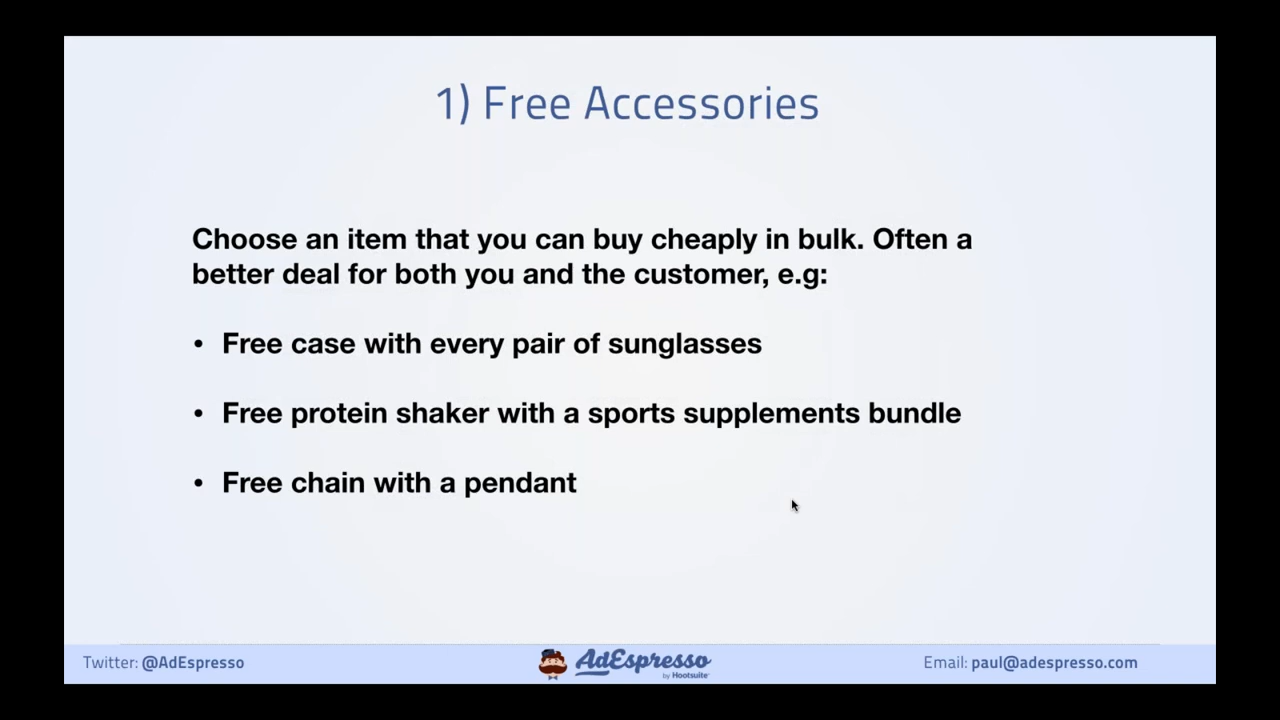 1) Free Accessories
Choose an item that you can buy cheaply in bulk. Often a
better deal for both you and the customer, e.g:
• Free case with every pair of sunglasses
• Free protein shaker with a sports supplements bundle
• Free chain with a pendant
Twitter: @AdEspresso
AdEspresso
by Hootsuite
Email: paul@adespresso.com